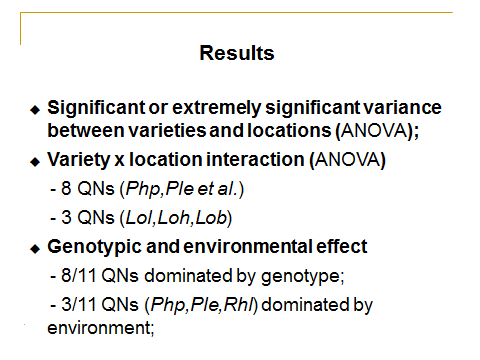 Results
◆ Significant or extremely significant variance
between varieties and locations (ANOVA);
◆ Variety x location interaction (ANOVA)
- 8 QNs (Php,Ple et al.)
- 3 QNs (Lol,Loh,Lob)
◆ Genotypic and environmental effect
- 8/11 QNs dominated by genotype;
- 3/11 QNs (Php,Ple,Rhl) dominated by
environment;